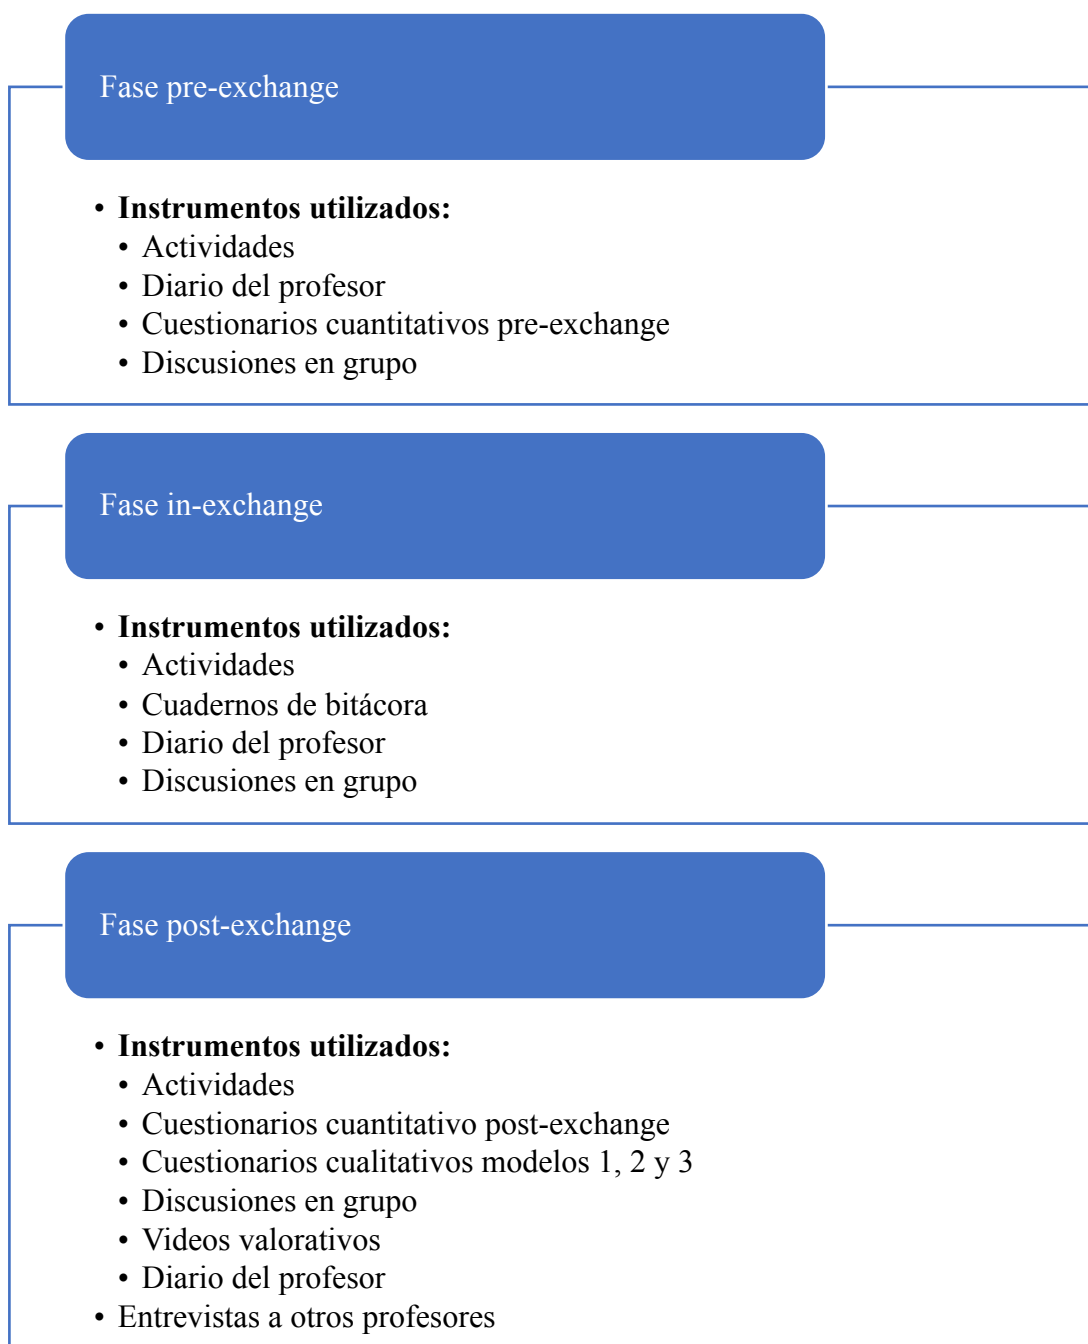 Fase pre-exchange
• Instrumentos utilizados:
• Actividades
• Diario del profesor
• Cuestionarios cuantitativos pre-exchange
• Discusiones en grupo
Fase in-exchange
• Instrumentos utilizados:
• Actividades
• Cuadernos de bitácora
• Diario del profesor
• Discusiones en grupo
Fase post-exchange
• Instrumentos utilizados:
• Actividades
• Cuestionarios cuantitativo post-exchange
• Cuestionarios cualitativos modelos 1, 2 y 3
• Discusiones en grupo
• Videos valorativos
• Diario del profesor
• Entrevistas a otros profesores